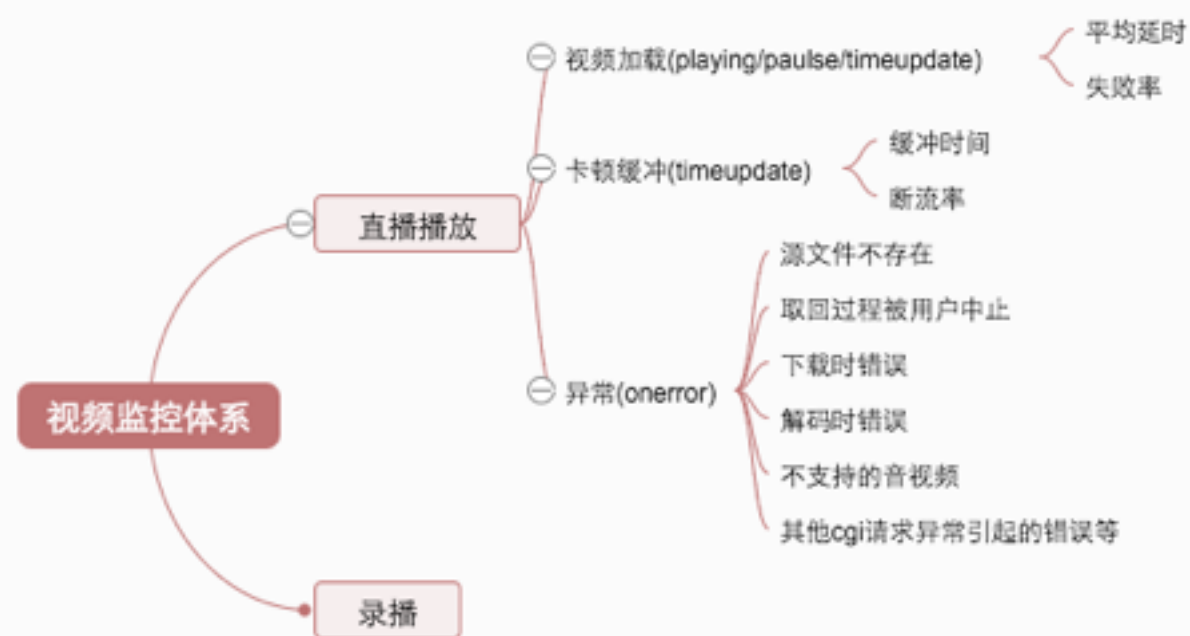 视频监控体系
直播播放
视频加载(playing/paulse/timeupdate)
平均延时
失败率
卡顿缓冲(timeupdate)
缓冲时间
断流率
异常(onerror)
源文件不存在
取回过程被用户中止
下载时错误
解码时错误
不支持的音视频
其他cgi请求异常引起的错误等
录播